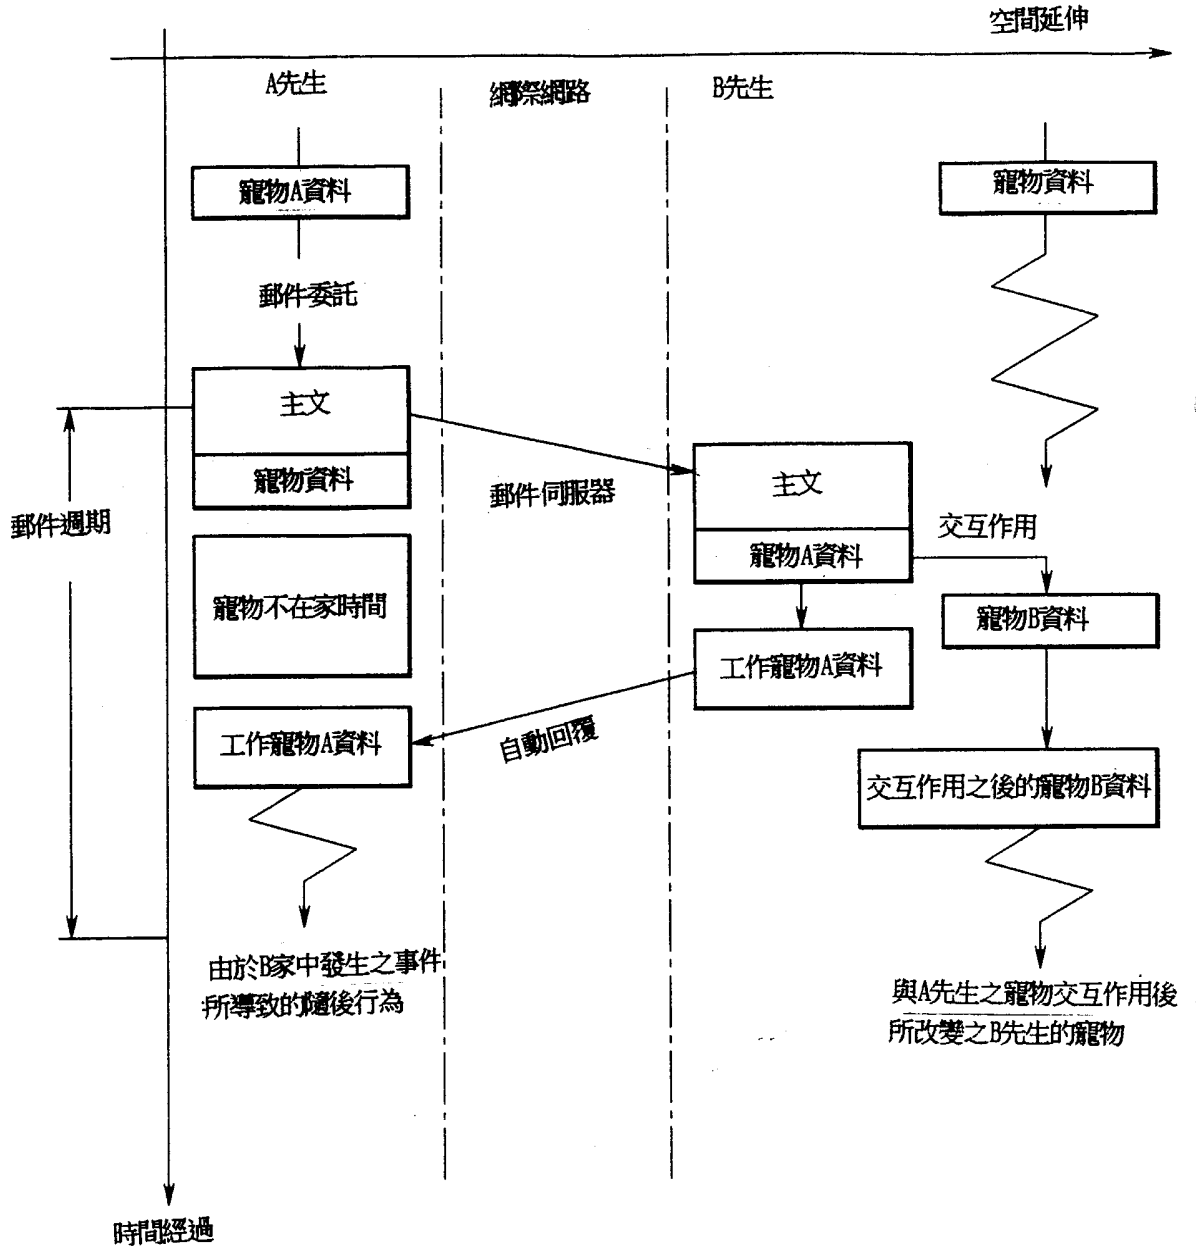 空間延伸
A先生
網際網路
B先生
寵物A資料
寵物資料
郵件委託
主文
寵物資料
郵件週期
郵件伺服器
主文
寵物A資料
交互作用
寵物不在家時間
寵物B資料
工作寵物A資料
工作寵物A資料
自動回覆
交互作用之後的寵物B資料
由於B家中發生之事件
所導致的隨後行為
與A先生之寵物交互作用後
所改變之B先生的寵物
時間經過